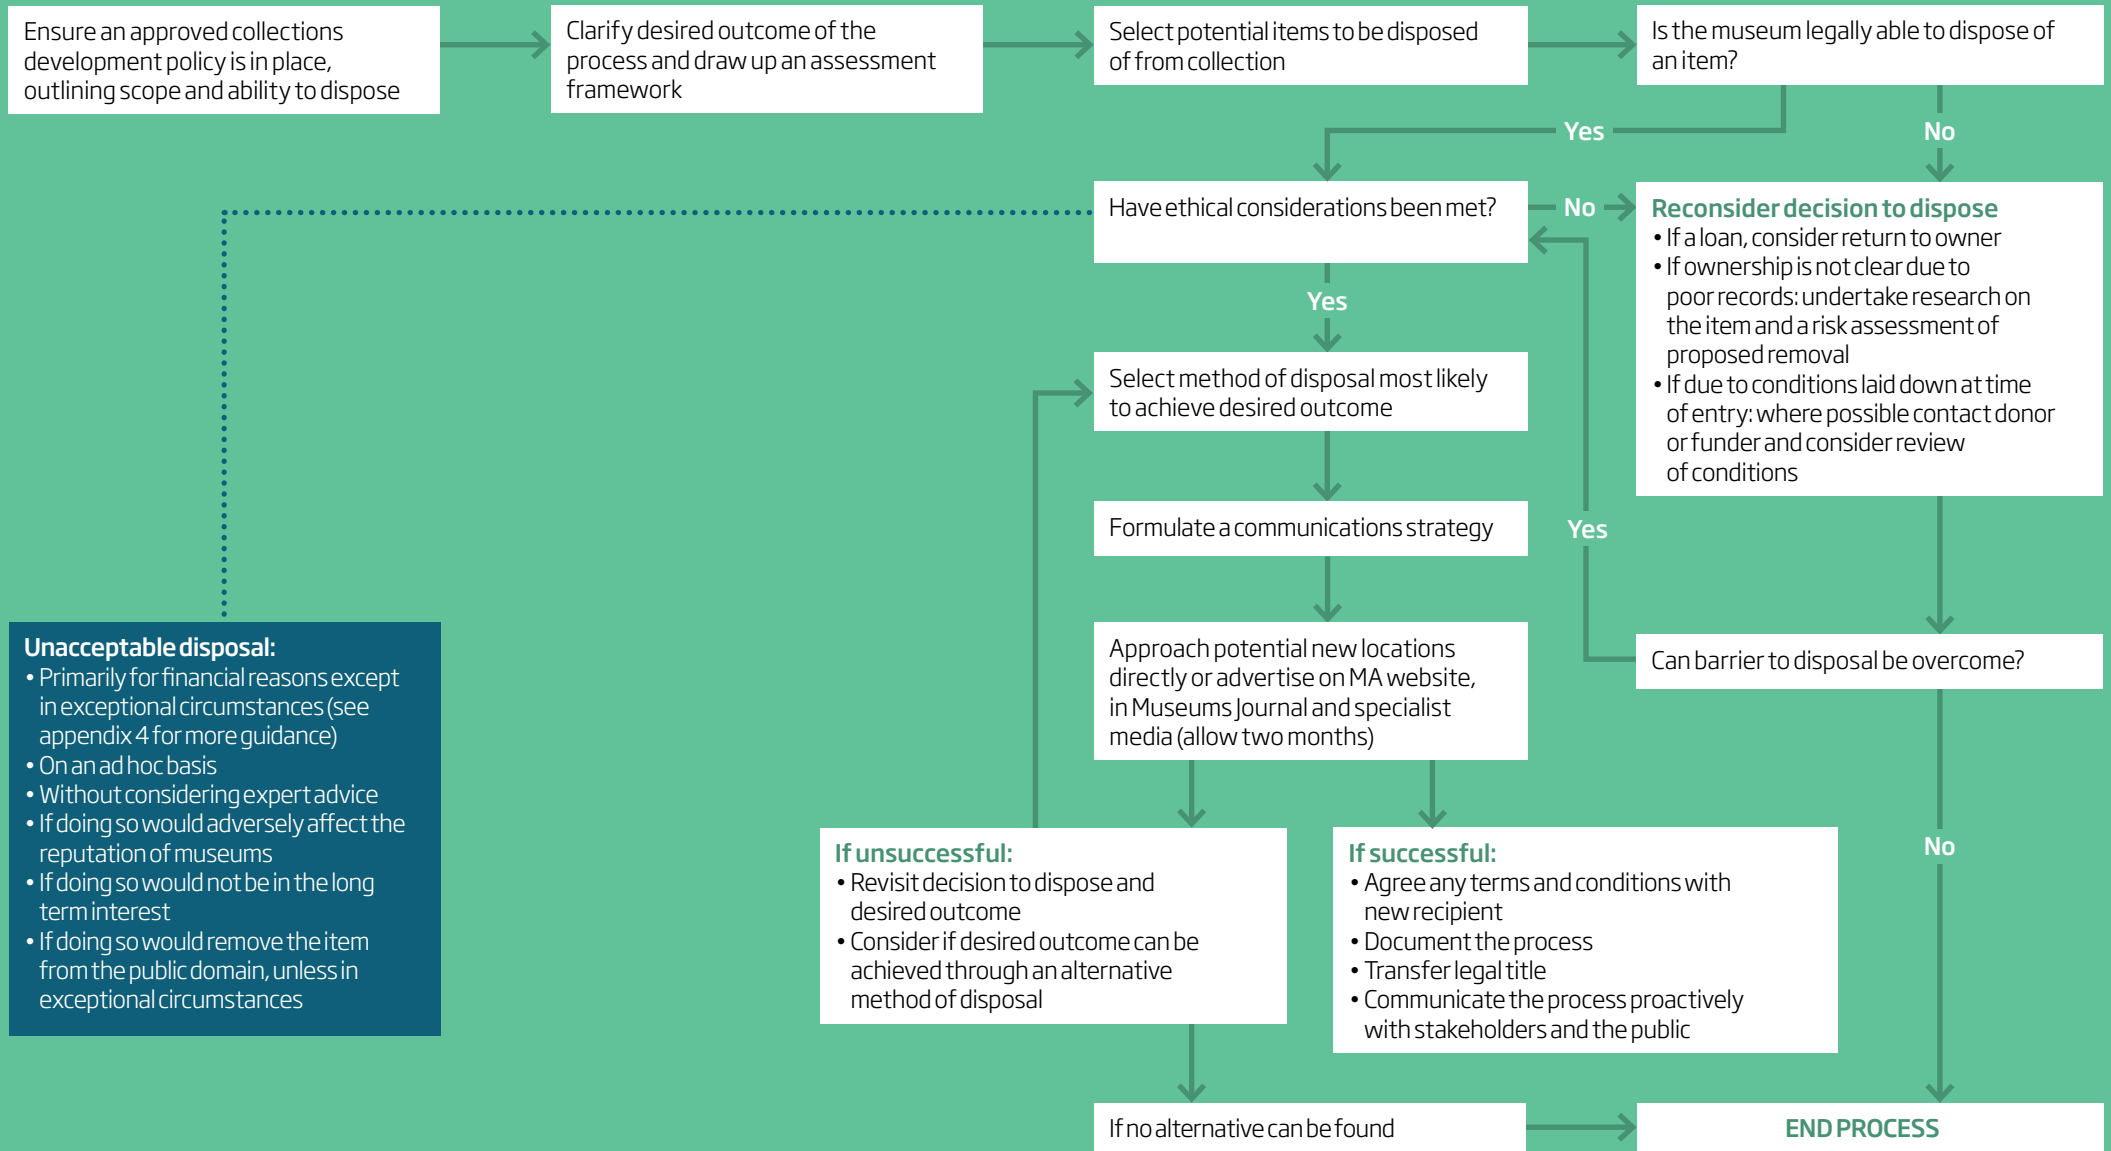 Ensure an approved collections
development policy is in place,
outlining scope and ability to dispose
Clarify desired outcome of the
process and draw up an assessment
framework
Select potential items to be disposed
of from collection
Is the museum legally able to dispose of
an item?
Yes
No
Have ethical considerations been met?
No
Reconsider decision to dispose
• If a loan, consider return to owner
• If ownership is not clear due to
poor records: undertake research on
the item and a risk assessment of
proposed removal
• If due to conditions laid down at time
of entry: where possible contact donor
or funder and consider review
of conditions
Yes
Select method of disposal most likely
to achieve desired outcome
Formulate a communications strategy
Yes
Unacceptable disposal:
• Primarily for financial reasons except
in exceptional circumstances (see
appendix 4 for more guidance)
• On an ad hoc basis
• Without considering expert advice
• If doing so would adversely affect the
reputation of museums
• If doing so would not be in the long
term interest
• If doing so would remove the item
from the public domain, unless in
exceptional circumstances
Approach potential new locations
directly or advertise on MA website,
in Museums Journal and specialist
media (allow two months)
Can barrier to disposal be overcome?
If unsuccessful:
• Revisit decision to dispose and
desired outcome
• Consider if desired outcome can be
achieved through an alternative
method of disposal
If successful:
• Agree any terms and conditions with
new recipient
• Document the process
• Transfer legal title
• Communicate the process proactively
with stakeholders and the public
No
If no alternative can be found
END PROCESS